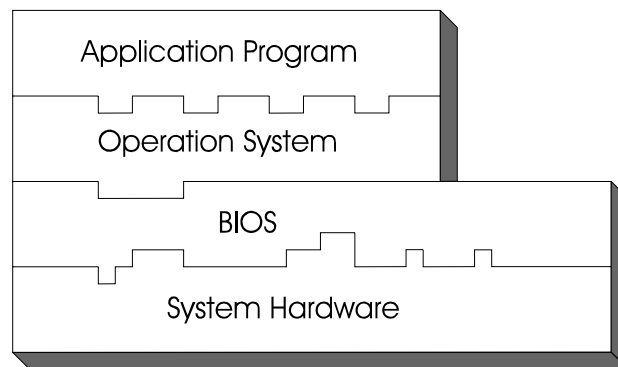 Application Program
Operation System
BIOS
System Hardware